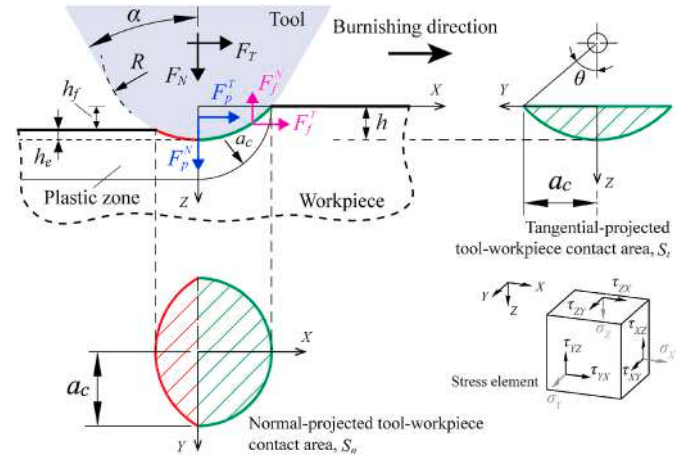 α
Tool
R
F_N
F_T
Burnishing direction
h_f
F_p^T
F_f^N
F_f^T
X
h
h_e
a_c
F_p^N
Plastic zone
Z
Workpiece
Y
θ
a_c
Z
Tangential-projected
tool-workpiece contact area, S_t
X
a_c
Y
Normal-projected tool-workpiece
contact area, S_n
Y
X
Z
Stress element
τ_ZX
τ_ZY
σ_Z
τ_XZ
σ_X
τ_XY
τ_YZ
τ_YX
σ_Y